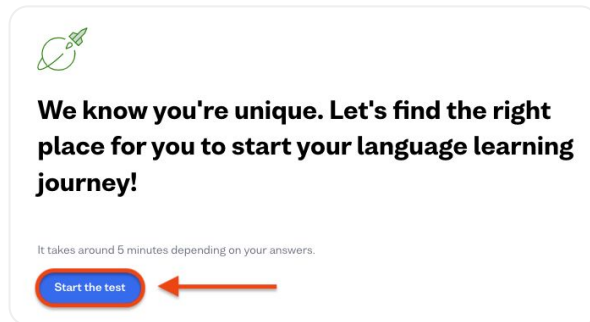 We know you're unique. Let's find the right
place for you to start your language learning
journey!
It takes around 5 minutes depending on your answers.
Start the test